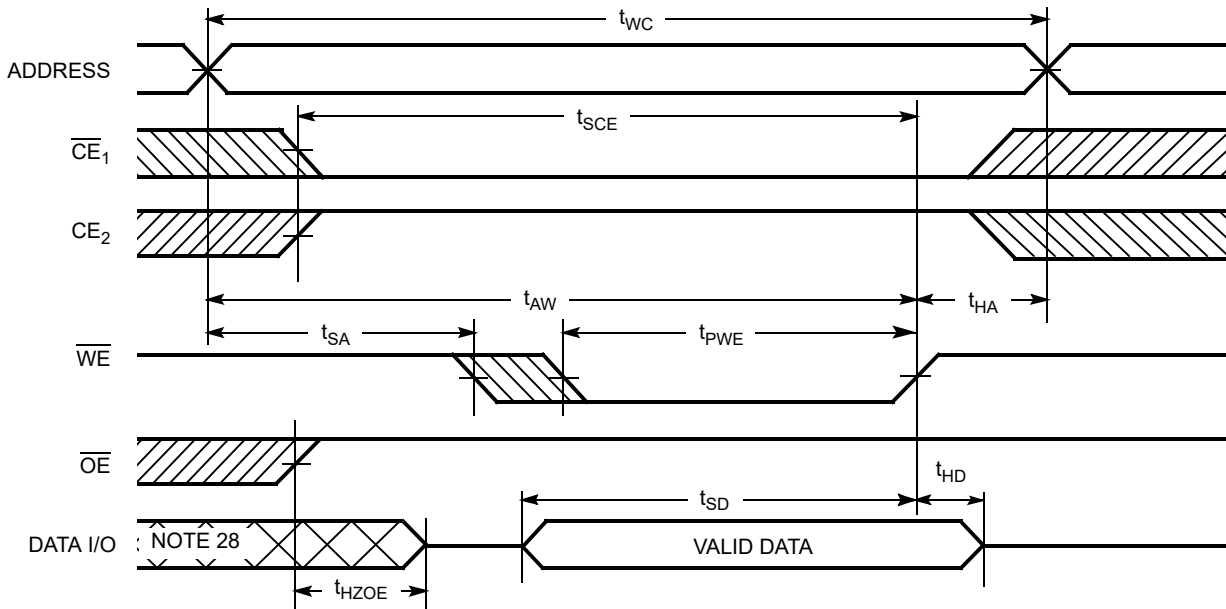 tWC
ADDRESS
tSCE
CE1
CE2
tAW
tHA
tSA
tPWE
WE
OE
tHD
tSD
DATA I/O
NOTE 28
VALID DATA
tHZOE